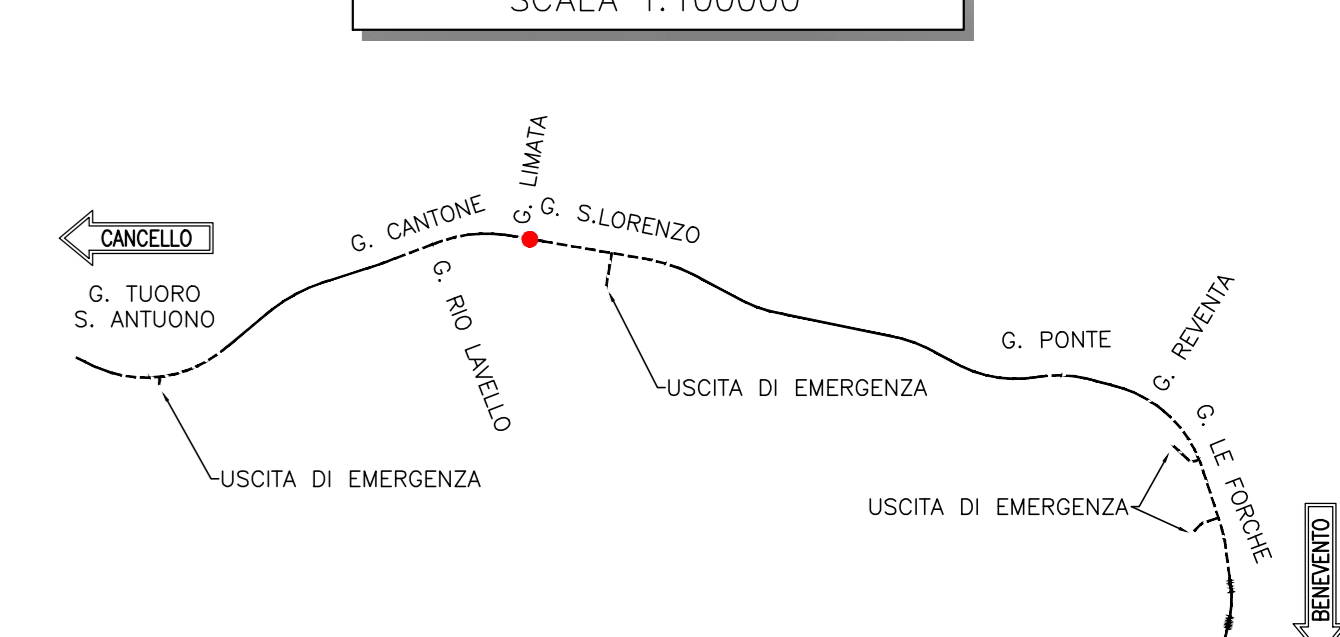 SCALA 1:100000
G. LIMATA
G. CANTONE
G. S.LORENZO
CANCELLO
G. TUORO
S. ANTUONO
G. RIO LAVELLO
G. PONTE
G. REVENTA
USCITA DI EMERGENZA
G. LE FORCHE
USCITA DI EMERGENZA
USCITA DI EMERGENZA
BENEVENTO